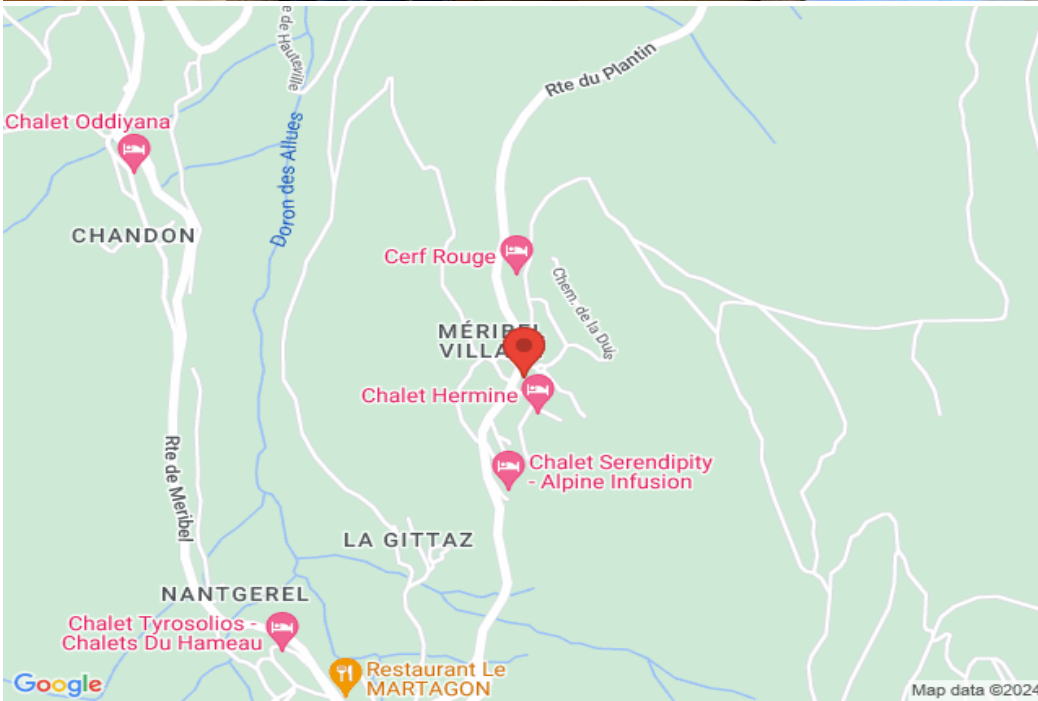 e de Hauteville
Rte du Plantin
Chalet Oddiyana
Doron des Allues
CHANDON
Cerf Rouge
Chem. de la Duis
MÉRIBEL
Chalet Hermine
Rte de Meribel
Chalet Serendipity
- Alpine Infusion
LA GITTAZ
NANTGEREL
Chalet Tyrosolios -
Chalets Du Hameau
Restaurant Le
MARTAGON
Google
Map data ©2024